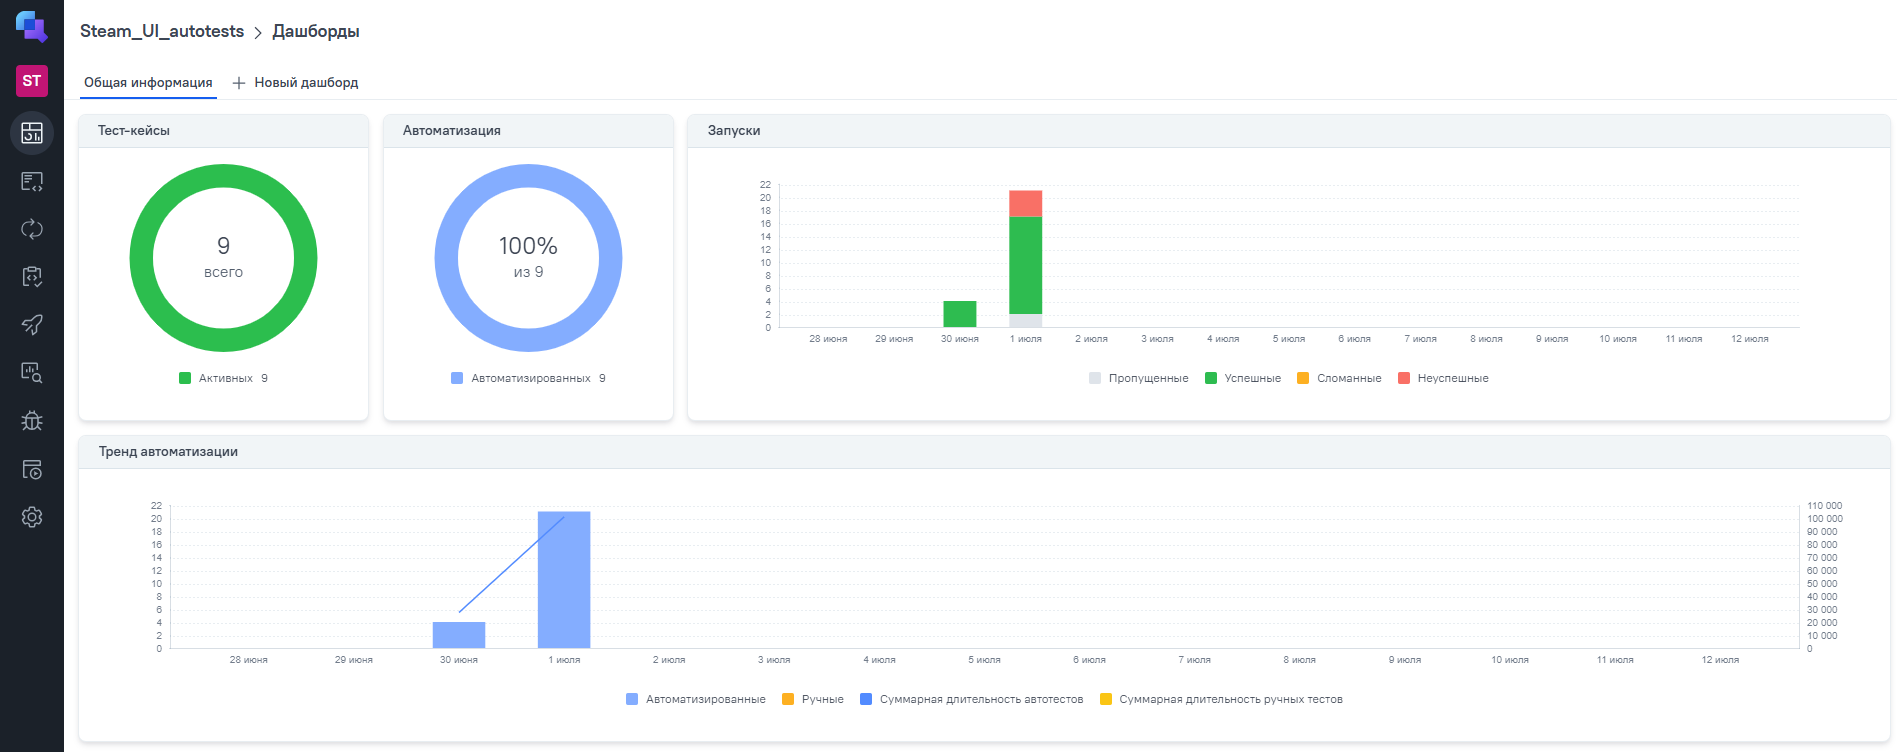 Steam_UI_autotests > Дашборды
ST
Общая информация + Новый дашборд
Тест-кейсы
9
всего
Активных 9
Автоматизация
100%
из 9
Автоматизированных 9
Запуски
22
20
18
16
14
12
10
8
6
4
2
0
28 июня 29 июня 30 июня 1 июля 2 июля 3 июля 4 июля 5 июля 6 июля 7 июля 8 июля 9 июля 10 июля 11 июля 12 июля
Пропущенные Успешные Сломанные Неуспешные
Тренд автоматизации
22
20
18
16
14
12
10
8
6
4
2
0
110 000
100 000
90 000
80 000
70 000
60 000
50 000
40 000
30 000
20 000
10 000
0
28 июня 29 июня 30 июня 1 июля 2 июля 3 июля 4 июля 5 июля 6 июля 7 июля 8 июля 9 июля 10 июля 11 июля 12 июля
Автоматизированные Ручные Суммарная длительность автотестов Суммарная длительность ручных тестов